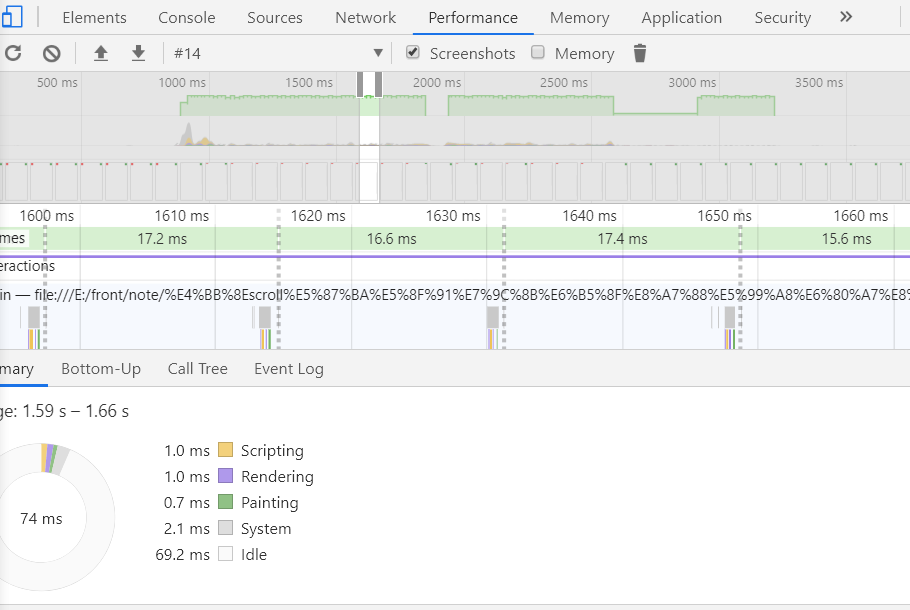 Elements Console Sources Network Performance Memory Application Security »
#14 ▼ Screenshots Memory
500 ms 1000 ms 1500 ms 2000 ms 2500 ms 3000 ms 3500 ms
1600 ms 1610 ms 1620 ms 1630 ms 1640 ms 1650 ms 1660 ms
mes 17.2 ms 16.6 ms 17.4 ms 15.6 ms
eractions
in — file:///E:/front/note/%E4%BB%8Escroll%E5%87%BA%E5%8F%91%E7%9C%8B%E6%B5%8F%E8%A7%88%E5%99%A8%E6%80%A7%E8%
mary Bottom-Up Call Tree Event Log
ge: 1.59 s – 1.66 s
74 ms
1.0 ms Scripting
1.0 ms Rendering
0.7 ms Painting
2.1 ms System
69.2 ms Idle